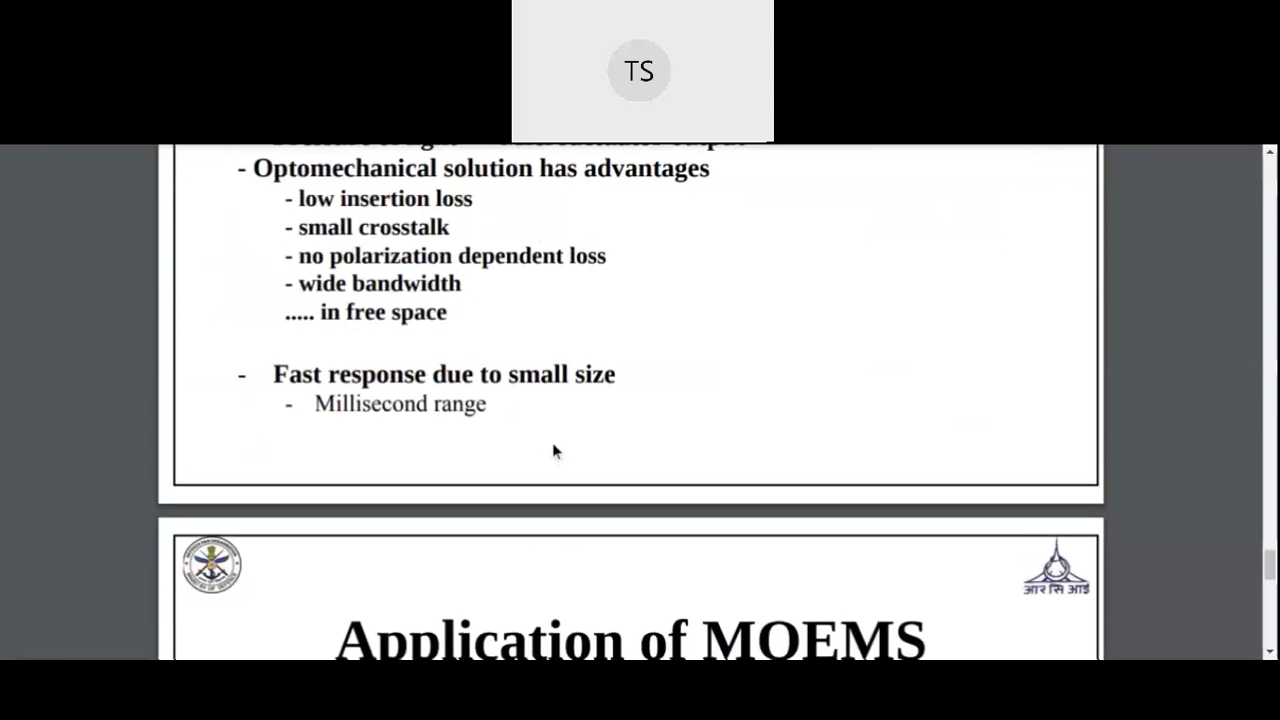 TS
- Optomechanical solution has advantages
- low insertion loss
- small crosstalk
- no polarization dependent loss
- wide bandwidth
..... in free space
- Fast response due to small size
- Millisecond range
आर सि आई
Application of MOEMS